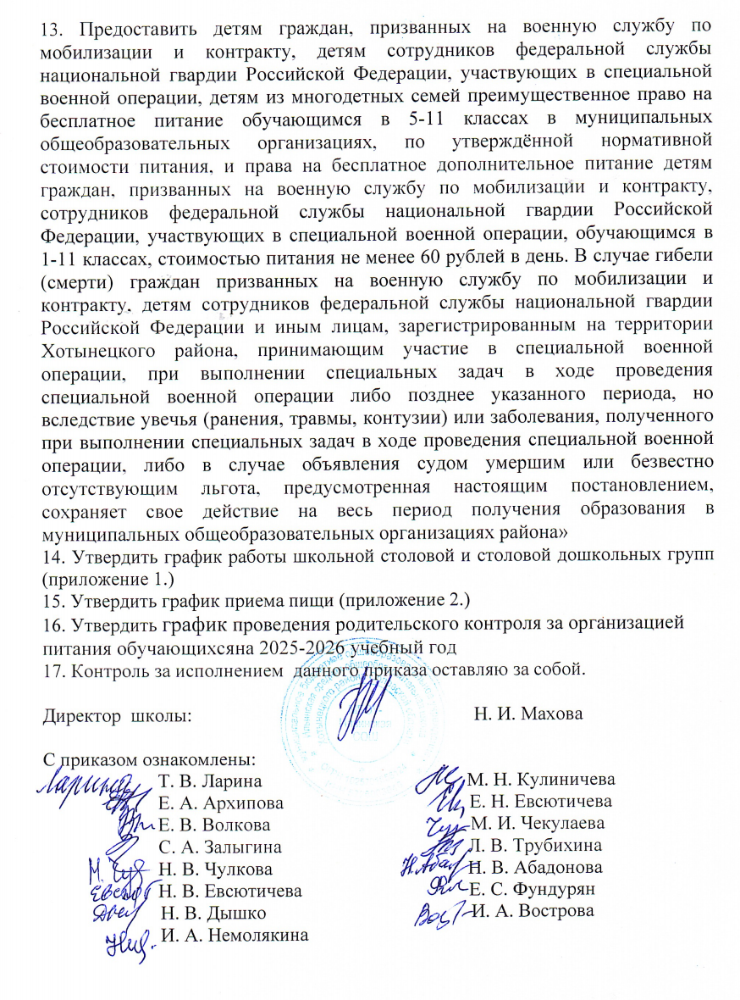 13. Предоставить детям граждан, призванных на военную службу по
мобилизации и контракту, детям сотрудников федеральной службы
национальной гвардии Российской Федерации, участвующих в специальной
военной операции, детям из многодетных семей преимущественное право на
бесплатное питание обучающимся в 5-11 классах в муниципальных
общеобразовательных организациях, по утверждённой нормативной
стоимости питания, и права на бесплатное дополнительное питание детям
граждан, призванных на военную службу по мобилизации и контракту,
сотрудников федеральной службы национальной гвардии Российской
Федерации, участвующих в специальной военной операции, обучающимся в
1-11 классах, стоимостью питания не менее 60 рублей в день. В случае гибели
(смерти) граждан призванных на военную службу по мобилизации и
контракту, детям сотрудников федеральной службы национальной гвардии
Российской Федерации и иным лицам, зарегистрированным на территории
Хотынецкого района, принимающим участие в специальной военной
операции, при выполнении специальных задач в ходе проведения
специальной военной операции либо позднее указанного периода, но
вследствие увечья (ранения, травмы, контузии) или заболевания, полученного
при выполнении специальных задач в ходе проведения специальной военной
операции, либо в случае объявления судом умершим или безвестно
отсутствующим льгота, предусмотренная настоящим постановлением,
сохраняет свое действие на весь период получения образования в
муниципальных общеобразовательных организациях района»
14. Утвердить график работы школьной столовой и столовой дошкольных групп
(приложение 1.)
15. Утвердить график приема пищи (приложение 2.)
16. Утвердить график проведения родительского контроля за организацией
питания обучающихсяна 2025-2026 учебный год
17. Контроль за исполнением данного приказа оставляю за собой.
Директор школы: Н. И. Махова
С приказом ознакомлены:
Ларина Т. В. Ларина М. Н. Кулиничева
Е. А. Архипова Е. Н. Евсютичева
Е. В. Волкова М. И. Чекулаева
С. А. Залыгина Л. В. Трубихина
Н. В. Чулкова Н. В. Абадонова
Н. В. Евсютичева Е. С. Фундурян
Н. В. Дышко И. А. Вострова
И. А. Немолякина